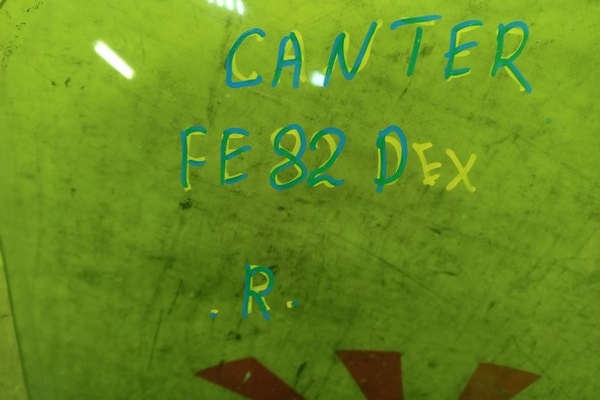 CANTER
FE82 DEX
.R.